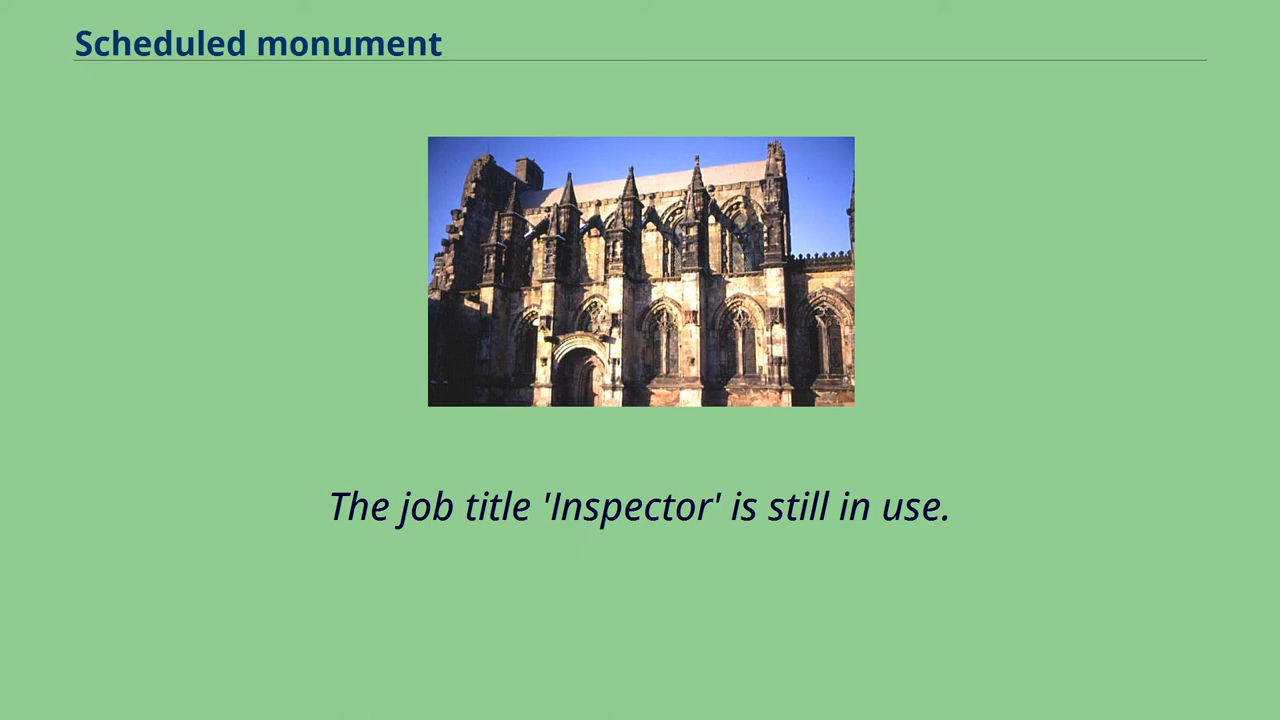 Scheduled monument
The job title 'Inspector' is still in use.